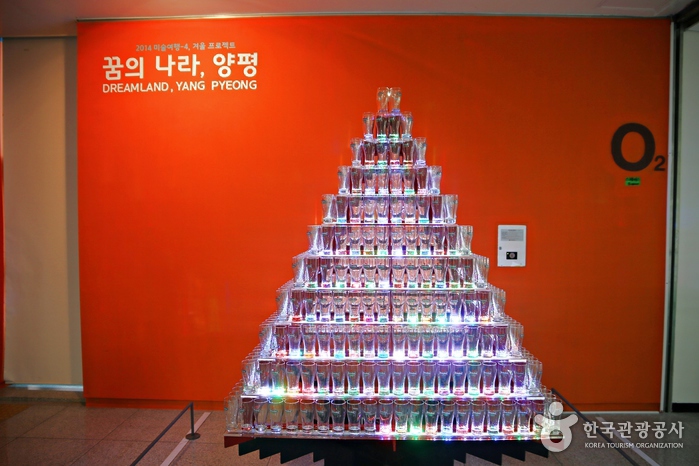 2014 미술여행-4, 겨울 프로젝트
꿈의 나라, 양평
DREAMLAND, YANG PYEONG
O2
한국관광공사
KOREA TOURISM ORGANIZATION